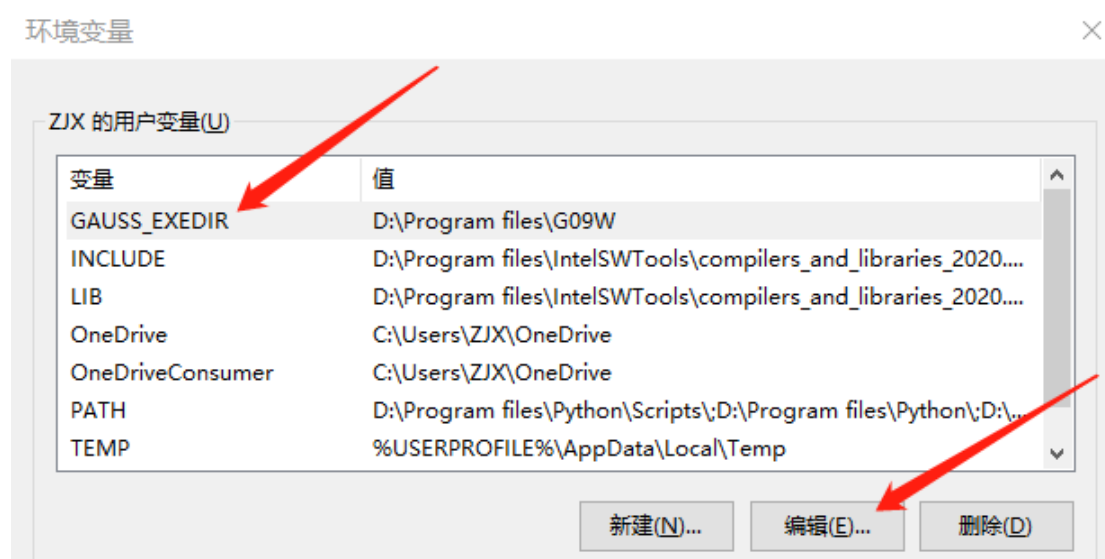 环境变量
ZJX 的用户变量(U)
变量 值
GAUSS_EXEDIR D:\Program files\G09W
INCLUDE D:\Program files\IntelSWTools\compilers_and_libraries_2020....
LIB D:\Program files\IntelSWTools\compilers_and_libraries_2020....
OneDrive C:\Users\ZJX\OneDrive
OneDriveConsumer C:\Users\ZJX\OneDrive
PATH D:\Program files\Python\Scripts\;D:\Program files\Python\;D:\...
TEMP %USERPROFILE%\AppData\Local\Temp
新建(N)... 编辑(E)... 删除(D)